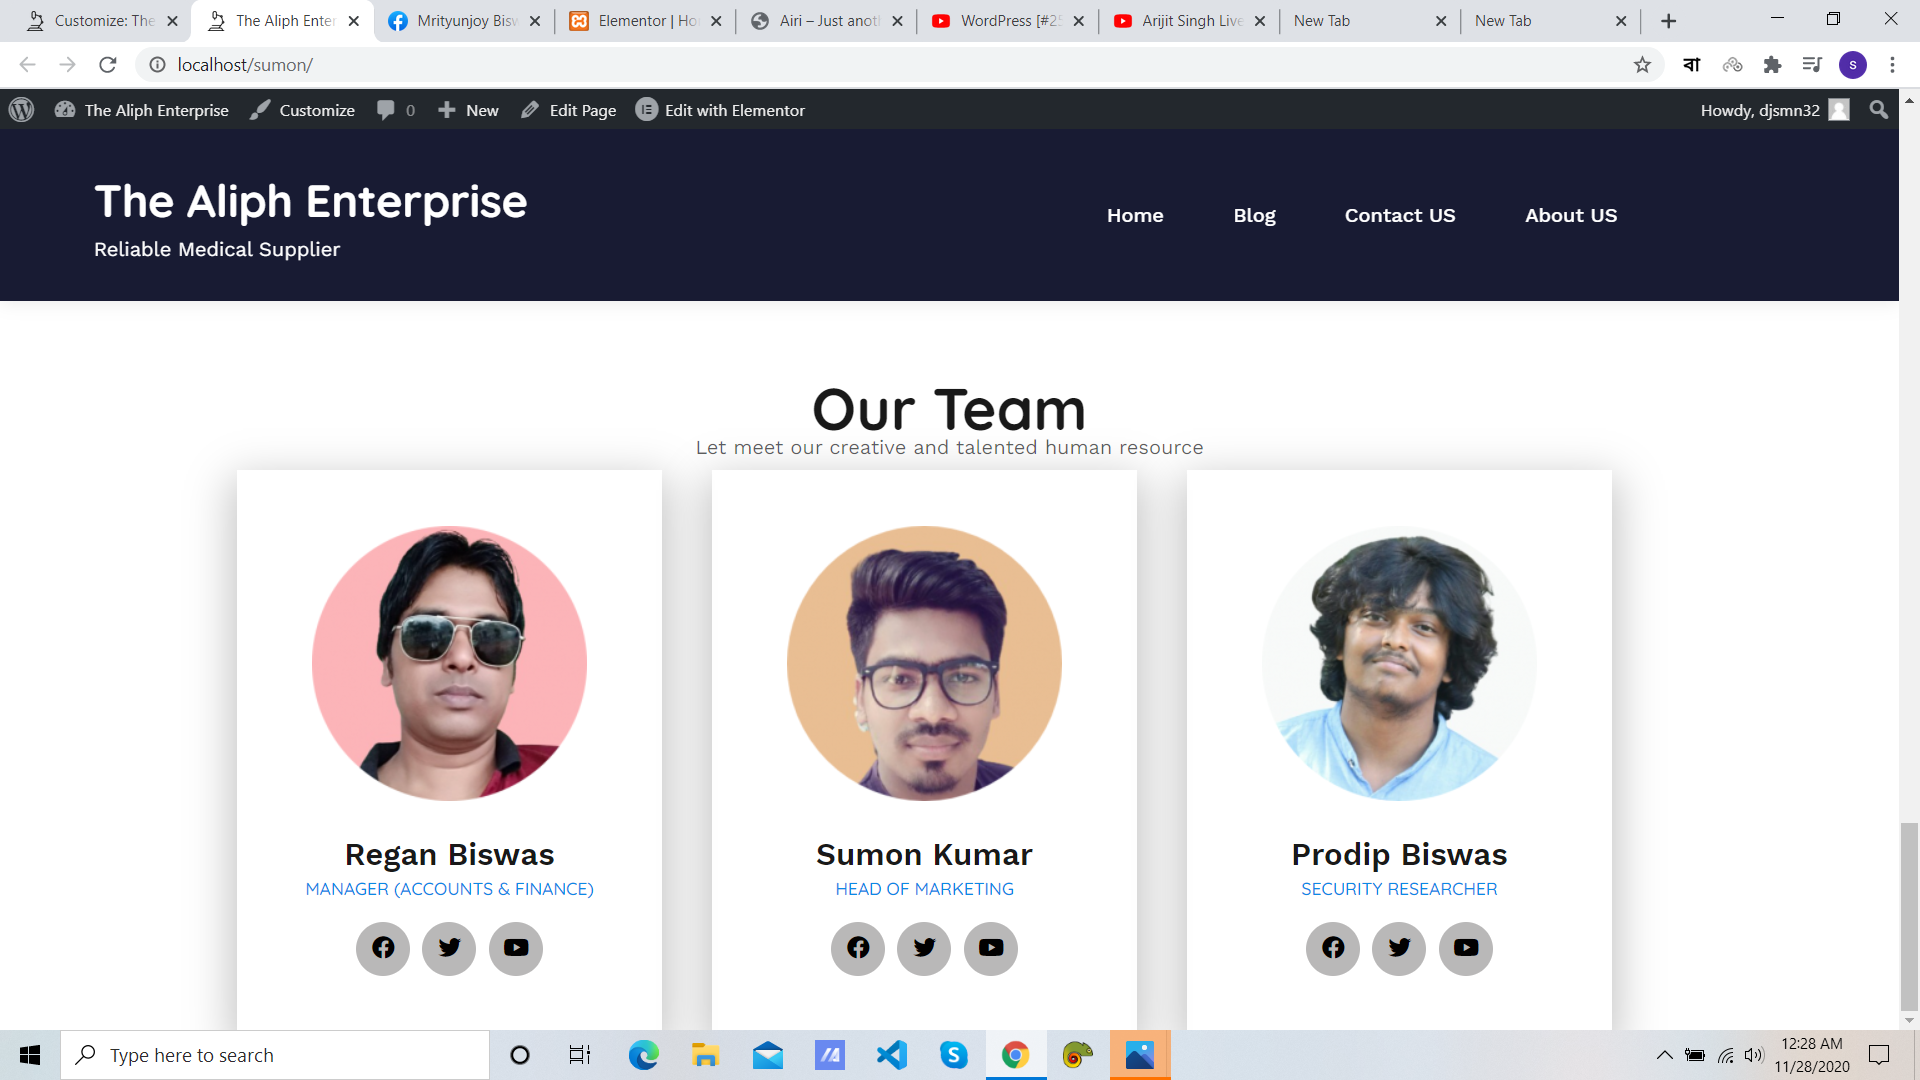 Customize: The
The Aliph Enter
Mrityunjoy Bisw
Elementor | Ho
Airi – Just anot
WordPress [#25
Arijit Singh Live
New Tab
New Tab
localhost/sumon/
বা
s
The Aliph Enterprise
Customize
0
New
Edit Page
Edit with Elementor
Howdy, djsmn32
The Aliph Enterprise
Reliable Medical Supplier
Home
Blog
Contact US
About US
Our Team
Let meet our creative and talented human resource
Regan Biswas
MANAGER (ACCOUNTS & FINANCE)
Sumon Kumar
HEAD OF MARKETING
Prodip Biswas
SECURITY RESEARCHER
Type here to search
12:28 AM
11/28/2020